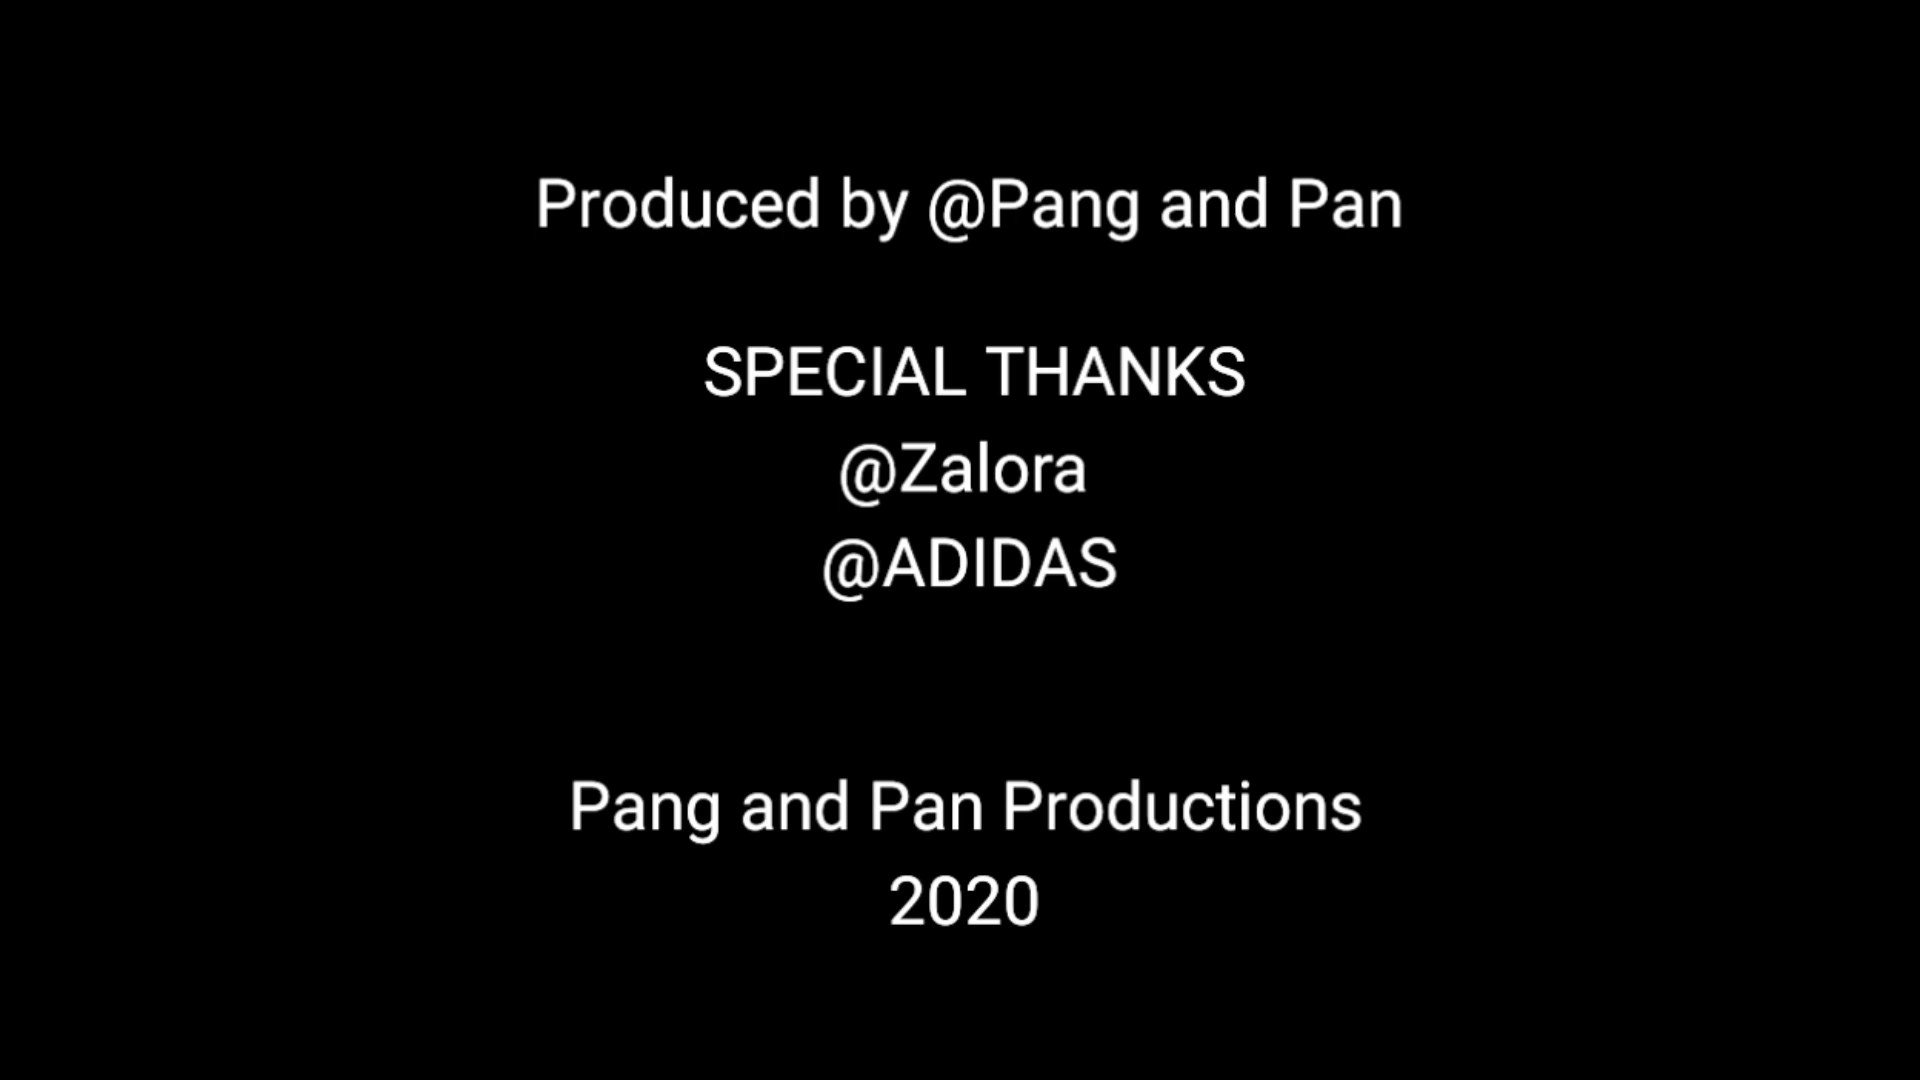 Produced by @Pang and Pan
SPECIAL THANKS
@Zalora
@ADIDAS
Pang and Pan Productions
2020